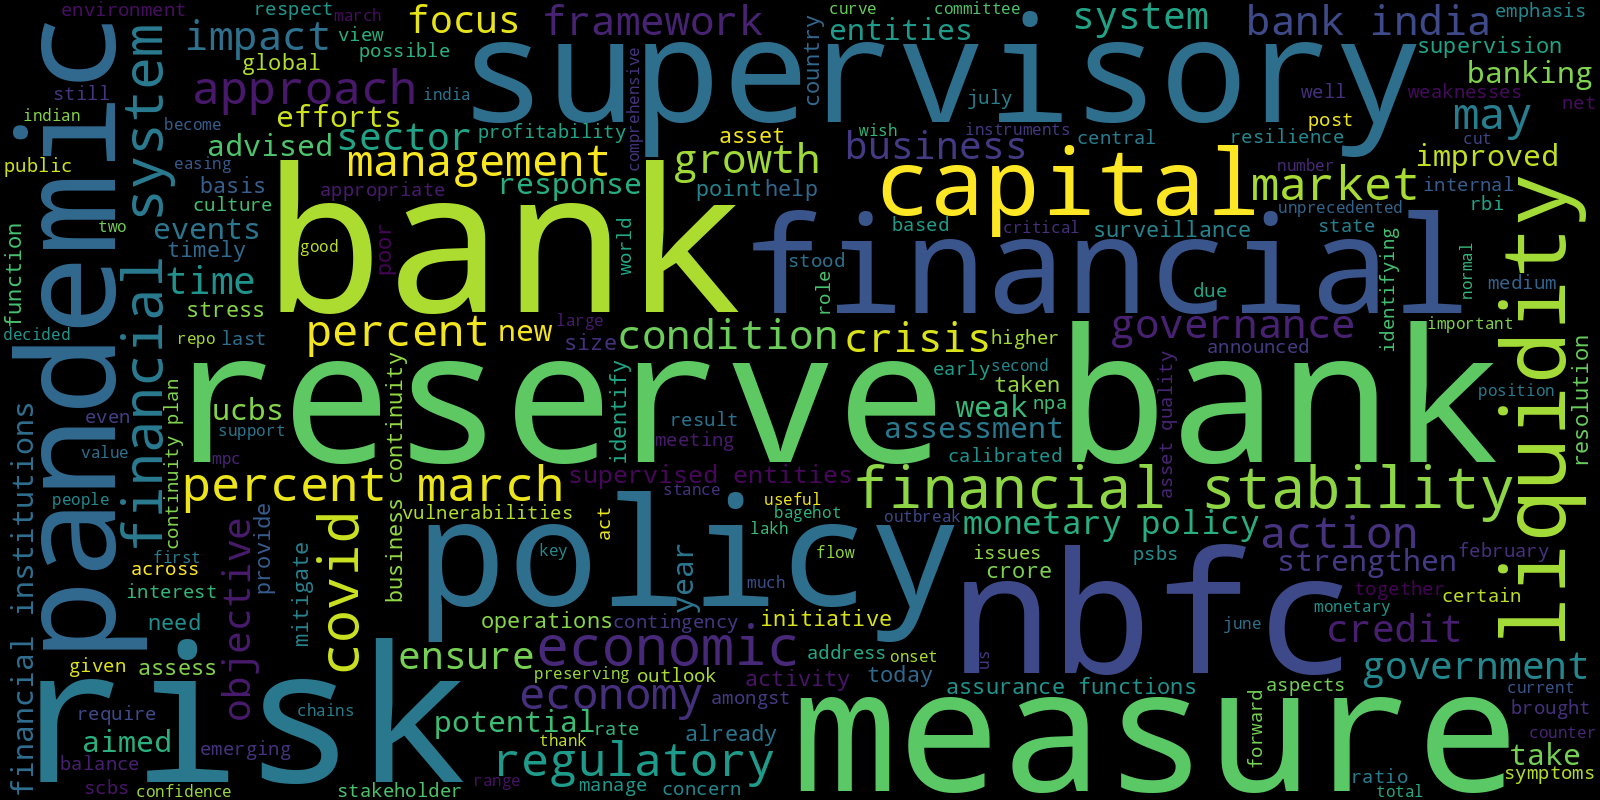 environment
respect
march
curve
committee
emphasis
focus
framework
system
bank india
impact
view
possible
entities
supervision
global
supervisory
country
banking
still
approach
india
comprehensive
july
well
weaknesses
net
indian
become
efforts
sector
profitability
asset
wish
instruments
may
post
public
easing
advised
management
growth
business
central
resilience
cut
improved
basis
appropriate
response
point
help
capital
number
market
internal
culture
unprecedented
rbi
two
events
timely
poor
good
bank
world
based
critical
surveillance
state
identifying
normal
function
time
financial
stood
role
due
medium
pandemic
financial system
stress
liquidity
decided
repo
last
percent
new
large
size
condition
crisis
higher
governance
announced
important
financial institutions
even
continuity plan
ucbs
support
business continuity
reserve bank
identify
result
meeting
early
second
taken
weak
npa
assessment
calibrated
asset quality
position
resolution
value
mpc
percent march
supervised entities
financial stability
people
objective
provide
covid
vulnerabilities
stance
act
useful
bagehot
lakh
outbreak
monetary policy
action
first
across
interest
mitigate
policy
key
year
much
flow
issues
crore
psbs
strengthen
february
together
certain
need
operations
contingency
initiative
nbfc
monetary
june
credit
given
assess
ensure
economic
address
onset
us
government
risk
preserving
outlook
activity
today
assurance functions
aspects
current
require
chains
economy
amongst
measure
brought
aimed
emerging
potential
rate
already
forward
counter
balance
thank
regulatory
take
scbs
confidence
stakeholder
range
manage
concern
ratio
total
symptoms